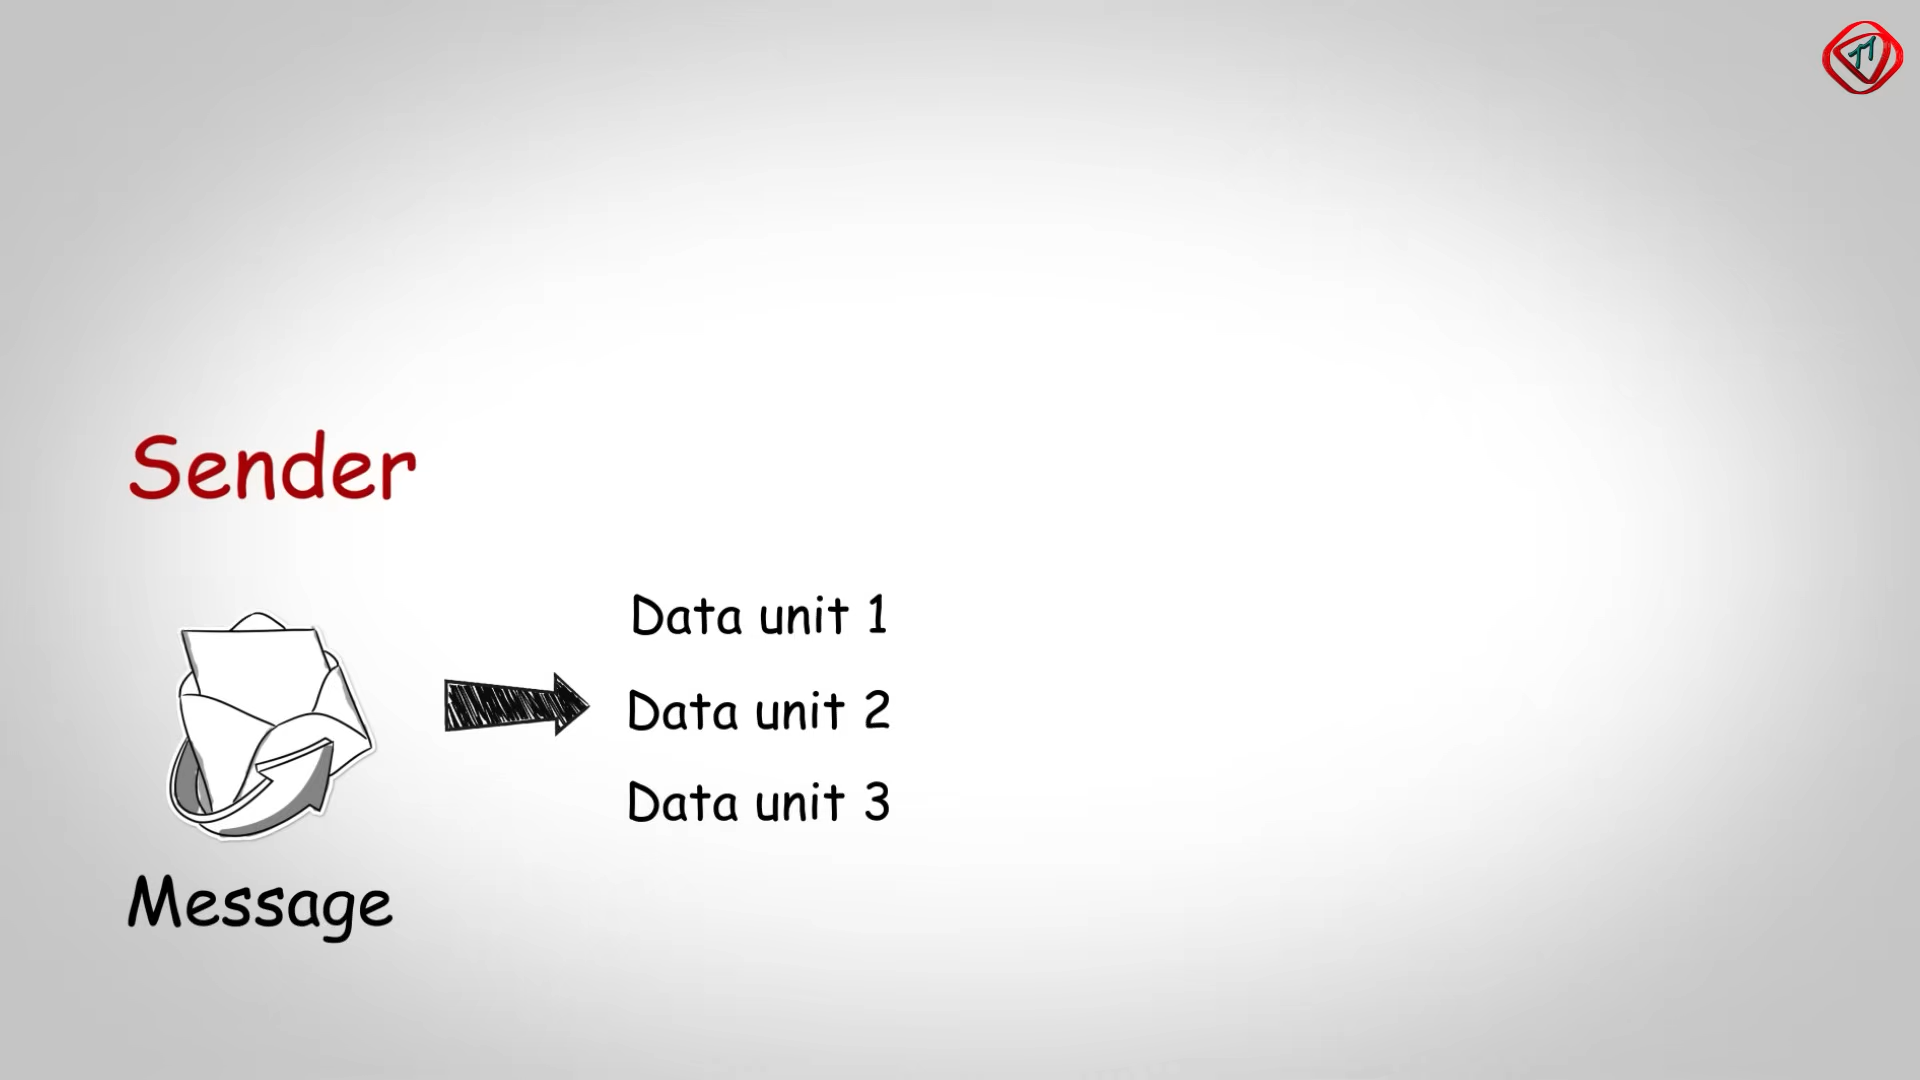 Sender
Data unit 1
Data unit 2
Data unit 3
Message